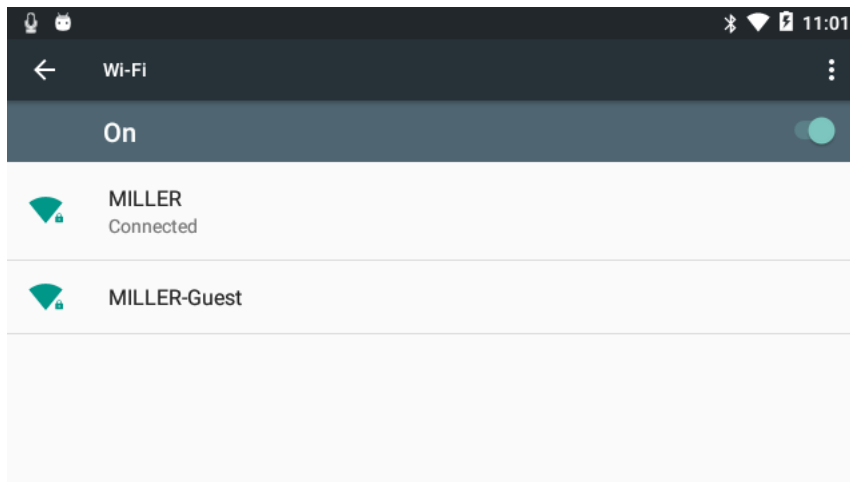 11:01
Wi-Fi
On
MILLER
Connected
MILLER-Guest